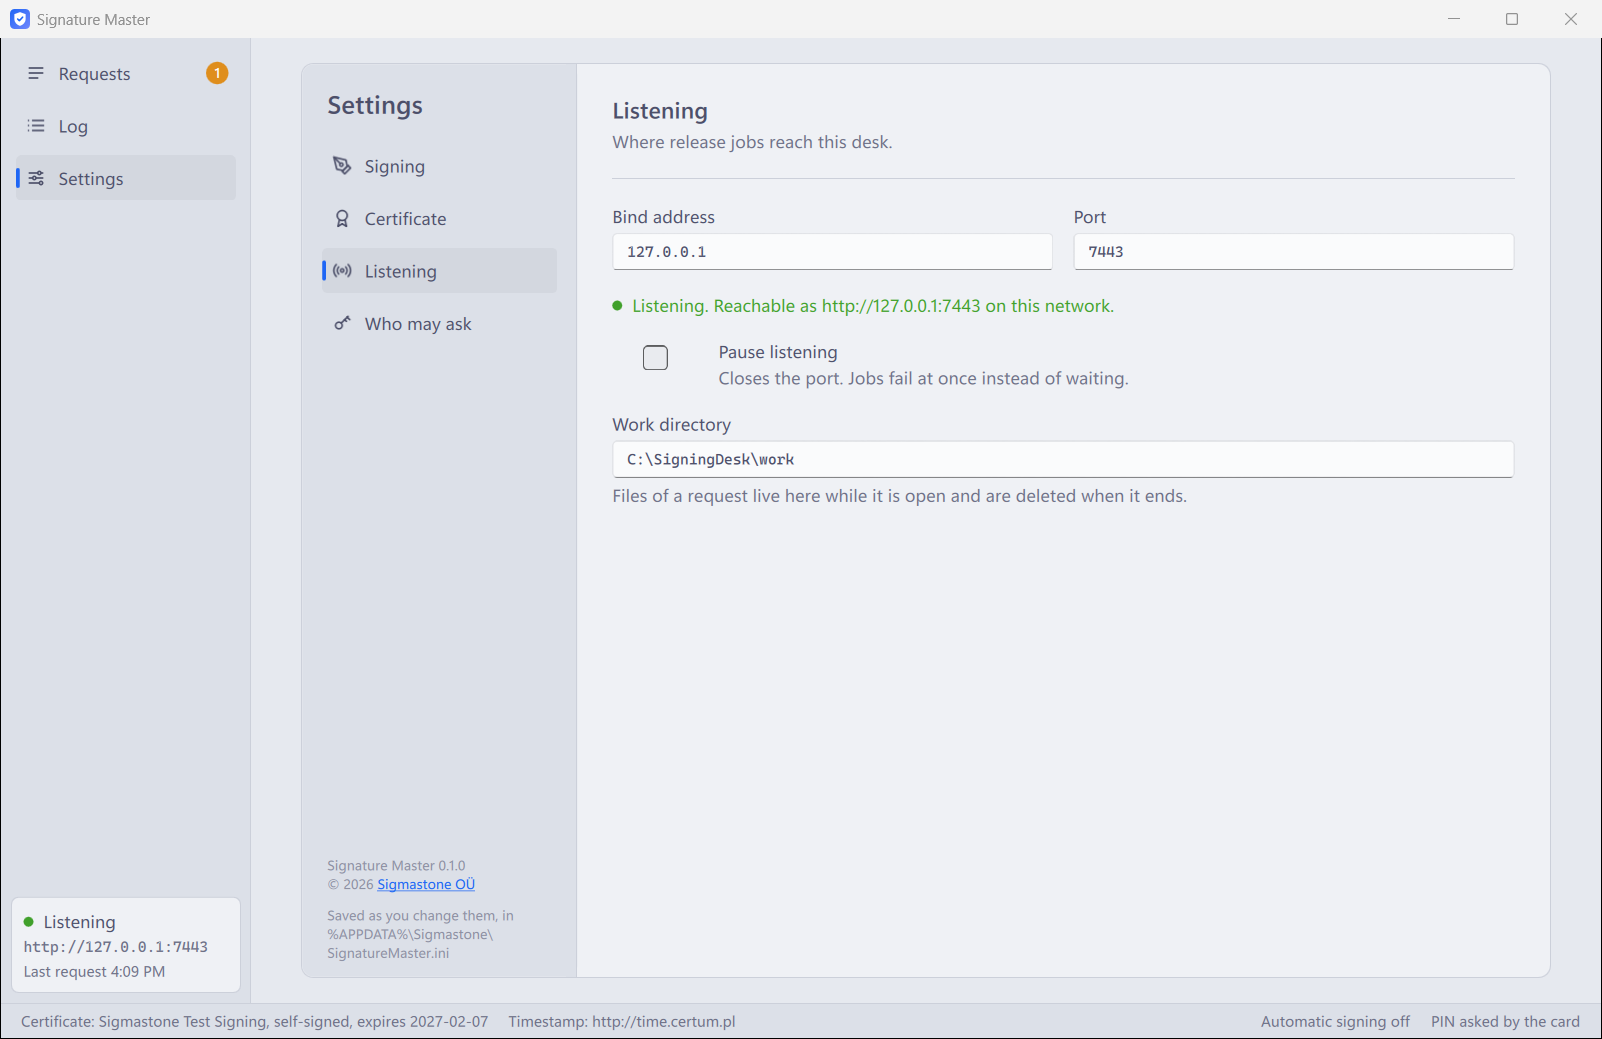 Signature Master
Requests
1
Log
Settings
Settings
Signing
Certificate
Listening
Who may ask
Signature Master 0.1.0
© 2026 Sigmastone OÜ
Saved as you change them, in
%APPDATA%\Sigmastone\
SignatureMaster.ini
Listening
Where release jobs reach this desk.
Bind address
Port
127.0.0.1
7443
Listening. Reachable as http://127.0.0.1:7443 on this network.
Pause listening
Closes the port. Jobs fail at once instead of waiting.
Work directory
C:\SigningDesk\work
Files of a request live here while it is open and are deleted when it ends.
Listening
http://127.0.0.1:7443
Last request 4:09 PM
Certificate: Sigmastone Test Signing, self-signed, expires 2027-02-07
Timestamp: http://time.certum.pl
Automatic signing off
PIN asked by the card